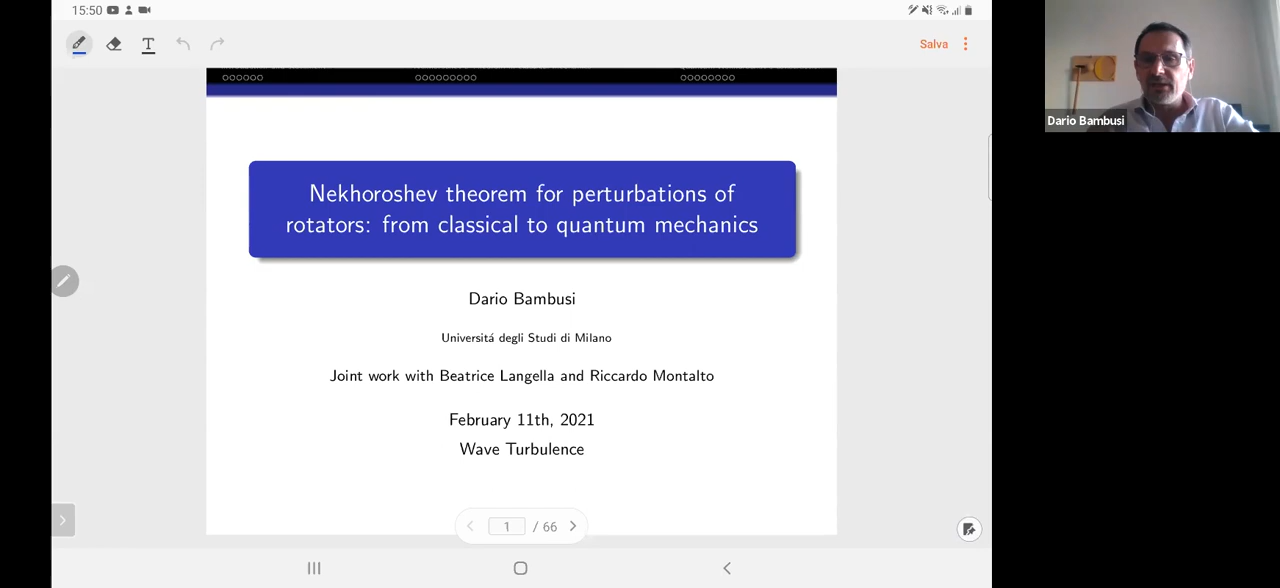 15:50
Salva
T
Nekhoroshev theorem for perturbations of
rotators: from classical to quantum mechanics
Dario Bambusi
Universitá degli Studi di Milano
Joint work with Beatrice Langella and Riccardo Montalto
February 11th, 2021
Wave Turbulence
1 / 66
Dario Bambusi